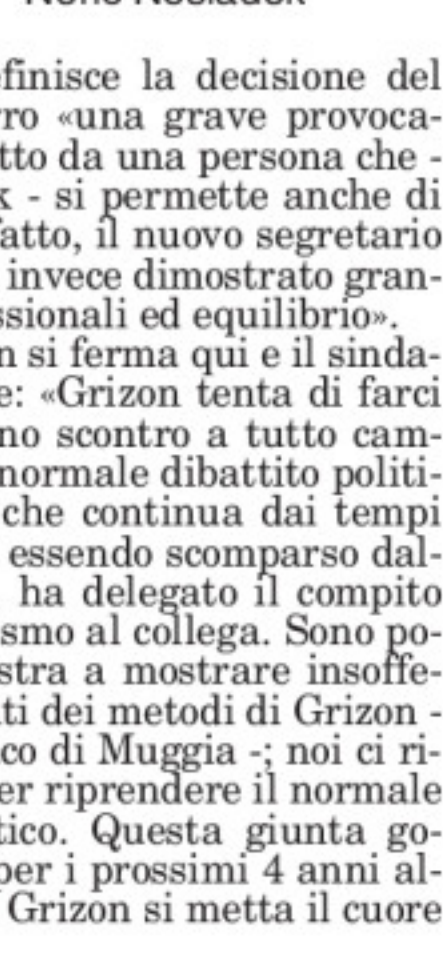 efinisce la decisione del
rro «una grave provoca-
tto da una persona che -
k - si permette anche di
fatto, il nuovo segretario
invece dimostrato gran-
ssionali ed equilibrio».
n si ferma qui e il sinda-
e: «Grizon tenta di farci
no scontro a tutto cam-
normale dibattito politi-
che continua dai tempi
essendo scomparso dal-
ha delegato il compito
ismo al collega. Sono po-
stra a mostrare insoffe-
ti dei metodi di Grizon -
co di Muggia -; noi ci ri-
er riprendere il normale
tico. Questa giunta go-
per i prossimi 4 anni al-
Grizon si metta il cuore